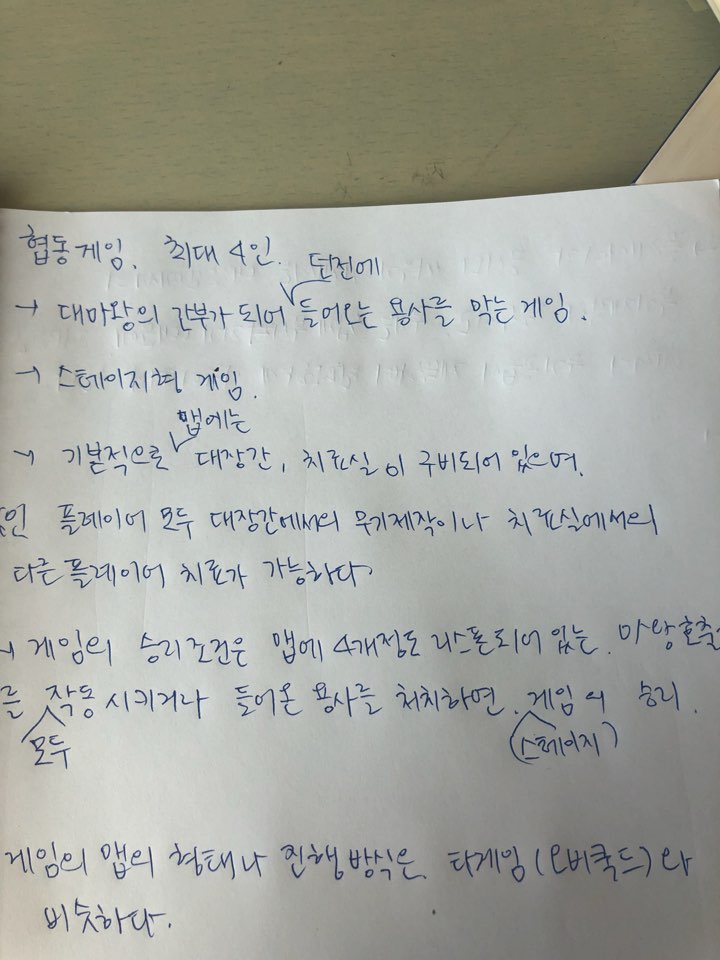 협동게임, 최대 4인.
던전에
→ 대마왕의 간부가 되어 들어오는 용사를 막는 게임.
→ 스테이지형 게임.
맵에는
→ 기본적으로 대장간, 치료실이 구비되어 있으며,
플레이어 모두 대장간에서의 무기제작이나 치료실에서의
다른 플레이어 치료가 가능하다.
→ 게임의 승리조건은 맵에 4개정도 리스폰되어 있는 마왕호출
를 작동시키거나 들어온 용사를 처치하면 게임의 승리.
모두 (스테이지)
게임의 맵의 형태나 진행방식은 타게임(오버쿡드)와
비슷하다.